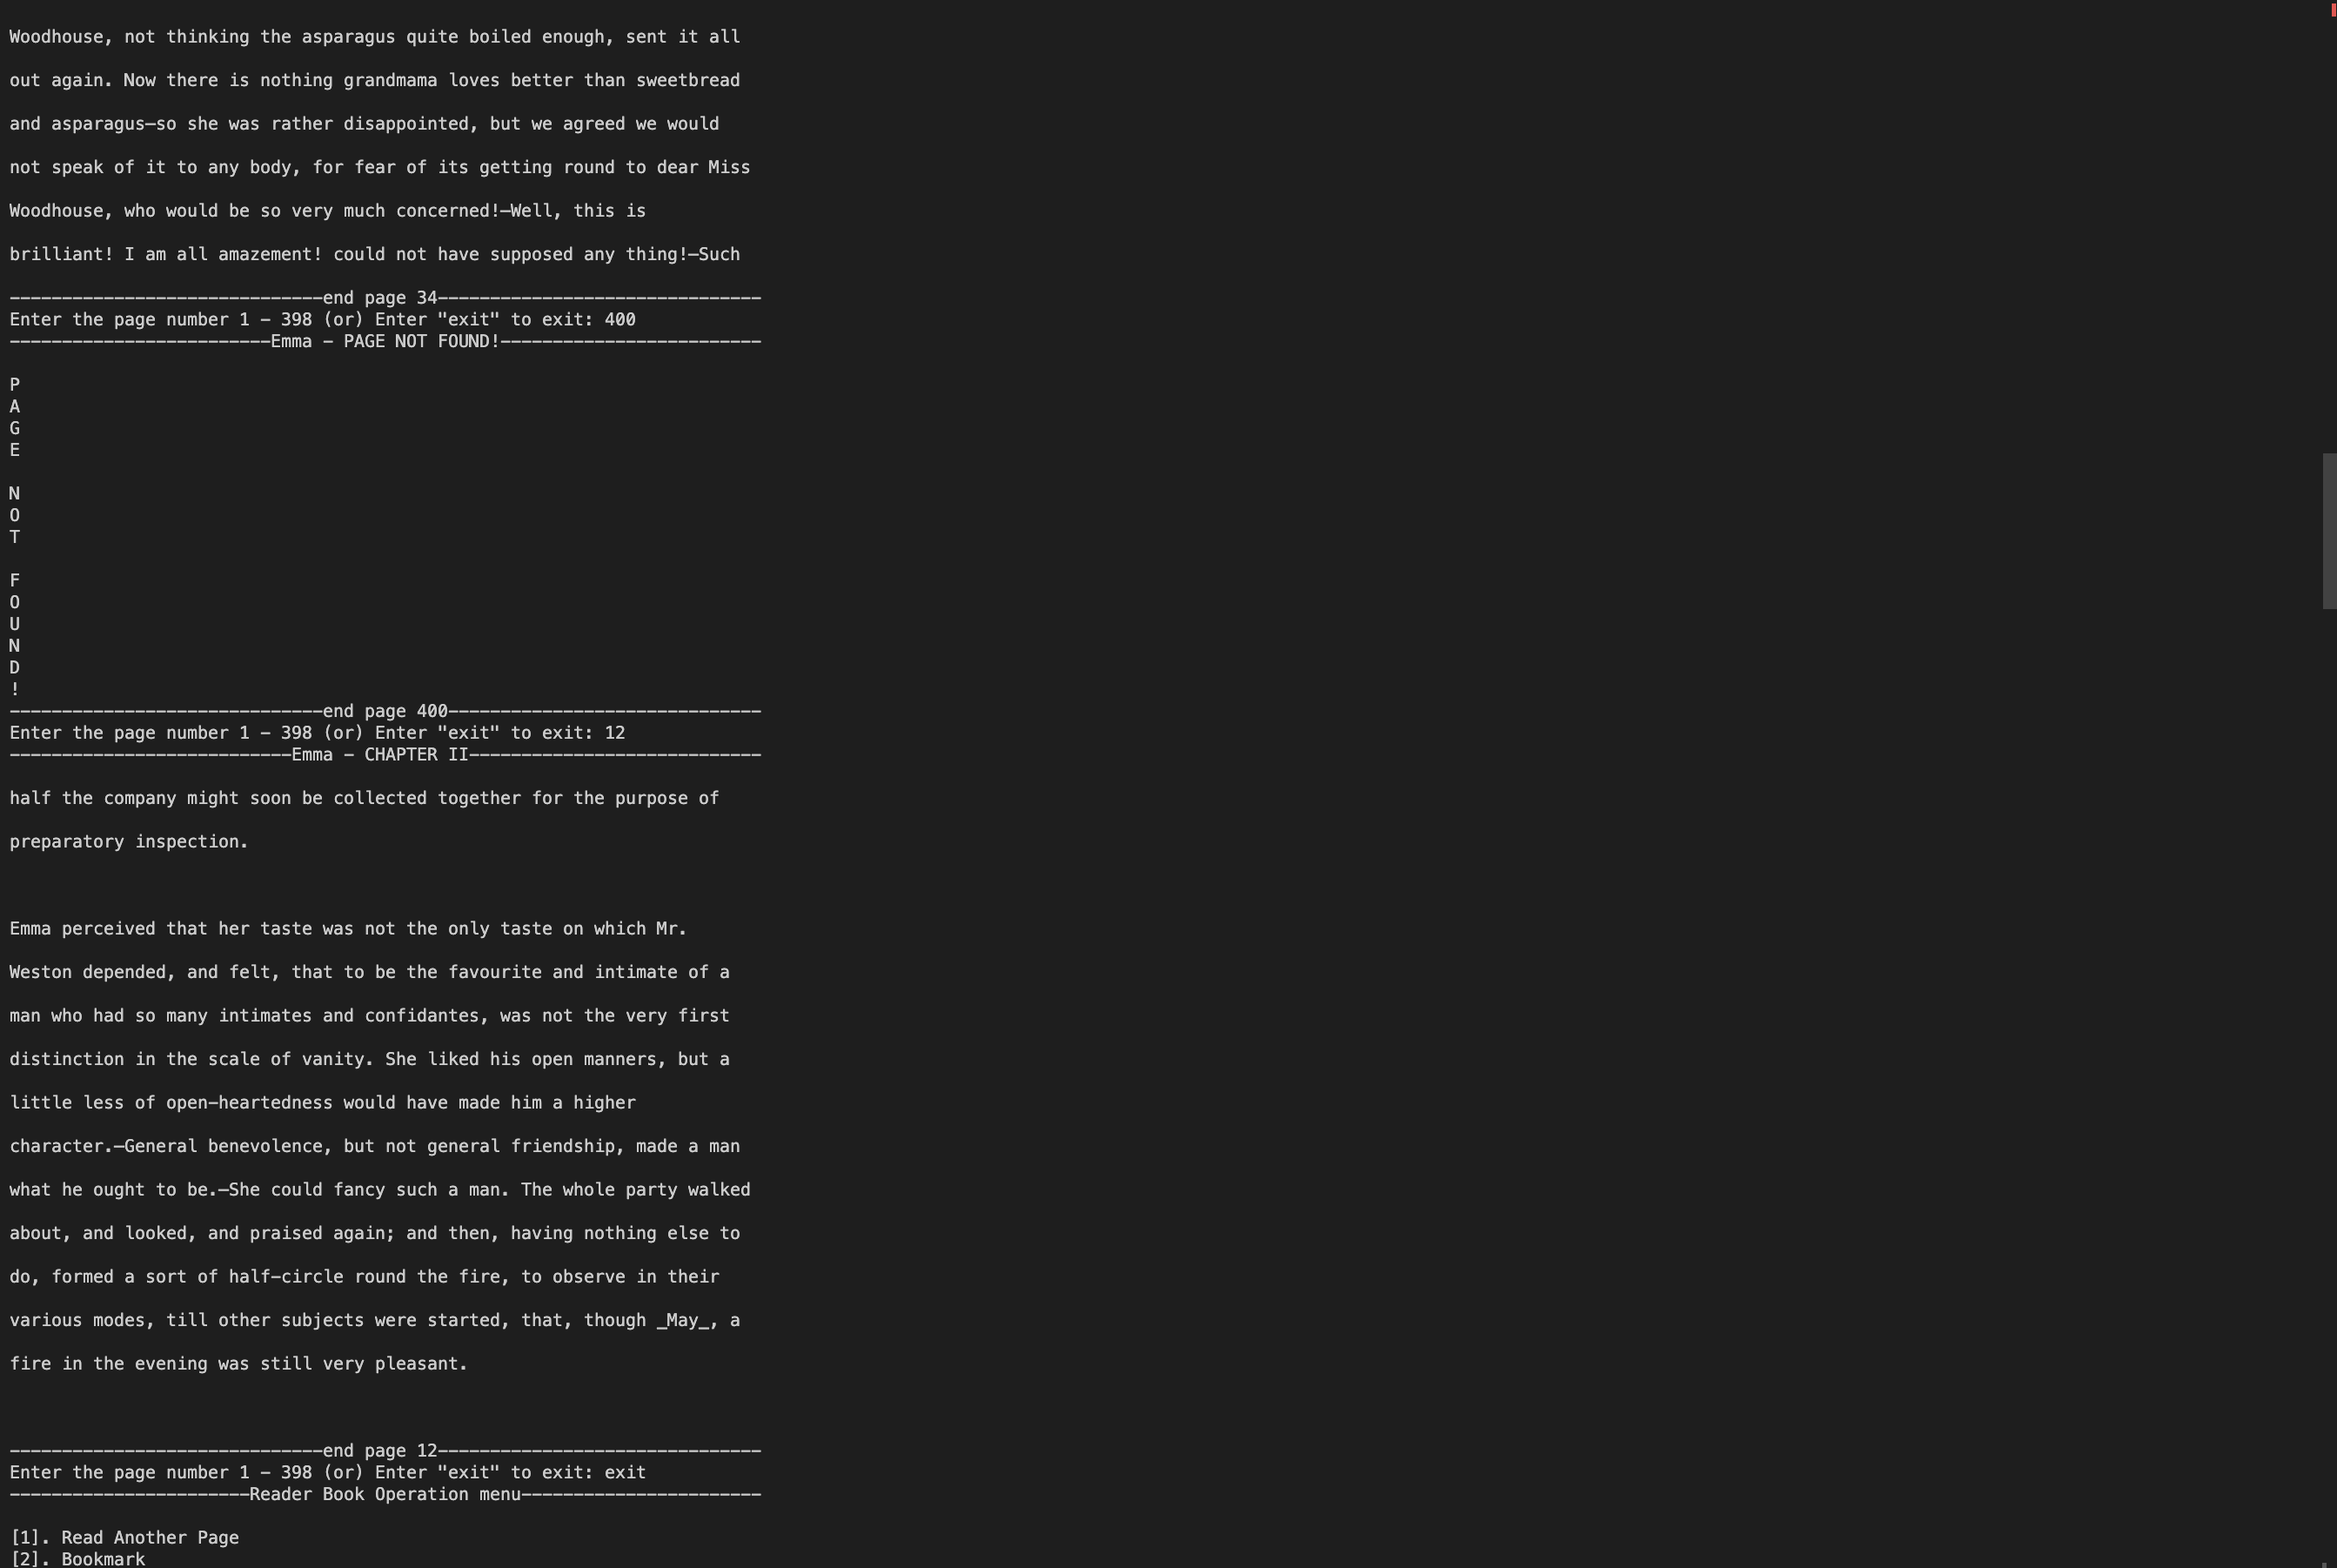 Woodhouse, not thinking the asparagus quite boiled enough, sent it all
out again. Now there is nothing grandmama loves better than sweetbread
and asparagus—so she was rather disappointed, but we agreed we would
not speak of it to any body, for fear of its getting round to dear Miss
Woodhouse, who would be so very much concerned!—Well, this is
brilliant! I am all amazement! could not have supposed any thing!—Such
------------------------------end page 34-------------------------------
Enter the page number 1 - 398 (or) Enter "exit" to exit: 400
-------------------------Emma - PAGE NOT FOUND!-------------------------
P
A
G
E
N
O
T
F
O
U
N
D
!
------------------------------end page 400------------------------------
Enter the page number 1 - 398 (or) Enter "exit" to exit: 12
---------------------------Emma - CHAPTER II----------------------------
half the company might soon be collected together for the purpose of
preparatory inspection.
Emma perceived that her taste was not the only taste on which Mr.
Weston depended, and felt, that to be the favourite and intimate of a
man who had so many intimates and confidantes, was not the very first
distinction in the scale of vanity. She liked his open manners, but a
little less of open-heartedness would have made him a higher
character.—General benevolence, but not general friendship, made a man
what he ought to be.—She could fancy such a man. The whole party walked
about, and looked, and praised again; and then, having nothing else to
do, formed a sort of half-circle round the fire, to observe in their
various modes, till other subjects were started, that, though _May_, a
fire in the evening was still very pleasant.
------------------------------end page 12-------------------------------
Enter the page number 1 - 398 (or) Enter "exit" to exit: exit
-----------------------Reader Book Operation menu-----------------------
[1]. Read Another Page
[2]. Bookmark